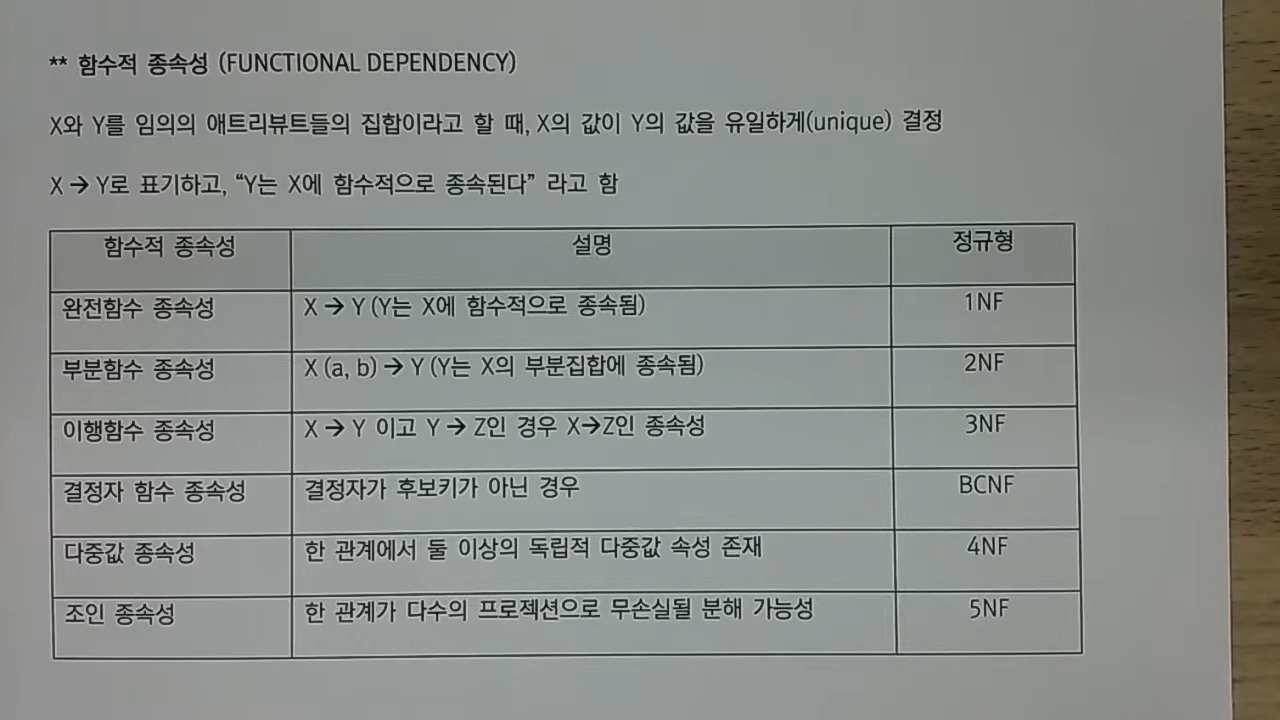 ** 함수적 종속성 (FUNCTIONAL DEPENDENCY)
X와 Y를 임의의 애트리뷰트들의 집합이라고 할 때, X의 값이 Y의 값을 유일하게(unique) 결정
X → Y로 표기하고, “Y는 X에 함수적으로 종속된다” 라고 함
함수적 종속성 설명 정규형
완전함수 종속성 X → Y (Y는 X에 함수적으로 종속됨) 1NF
부분함수 종속성 X (a, b) → Y (Y는 X의 부분집합에 종속됨) 2NF
이행함수 종속성 X → Y 이고 Y → Z인 경우 X→Z인 종속성 3NF
결정자 함수 종속성 결정자가 후보키가 아닌 경우 BCNF
다중값 종속성 한 관계에서 둘 이상의 독립적 다중값 속성 존재 4NF
조인 종속성 한 관계가 다수의 프로젝션으로 무손실될 분해 가능성 5NF